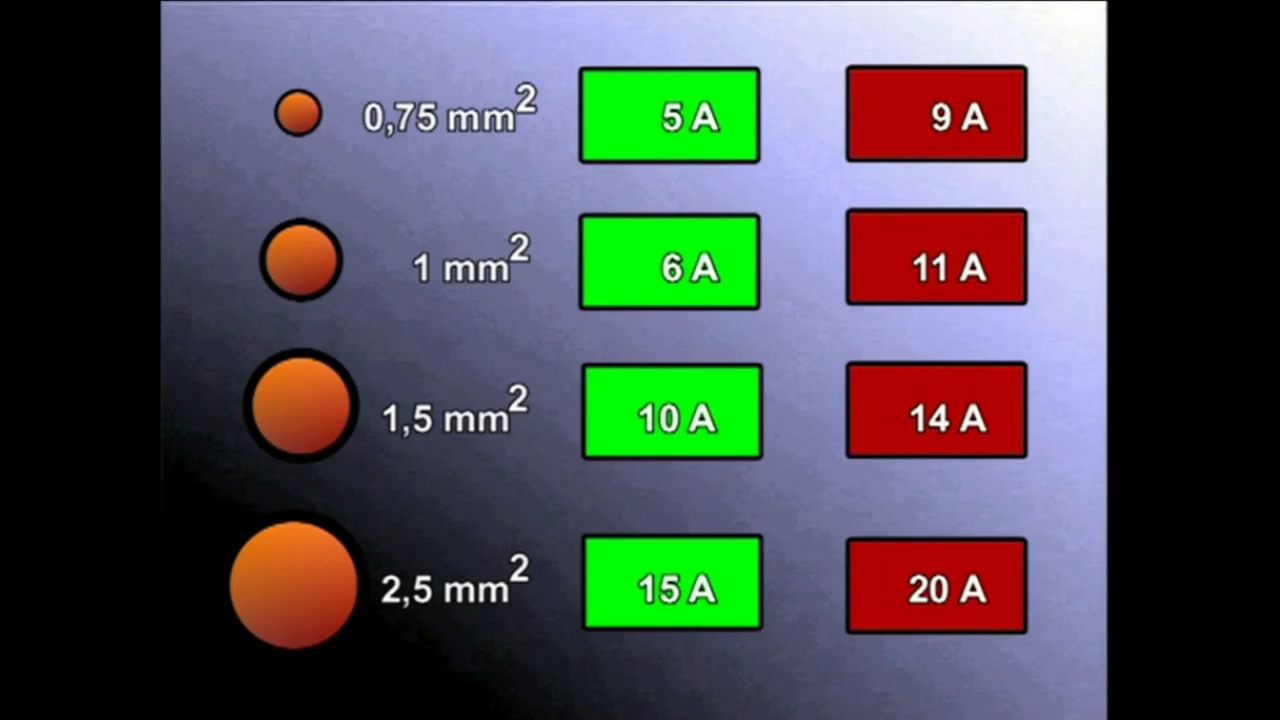 0,75 mm² 5 A 9 A
1 mm² 6 A 11 A
1,5 mm² 10 A 14 A
2,5 mm² 15 A 20 A